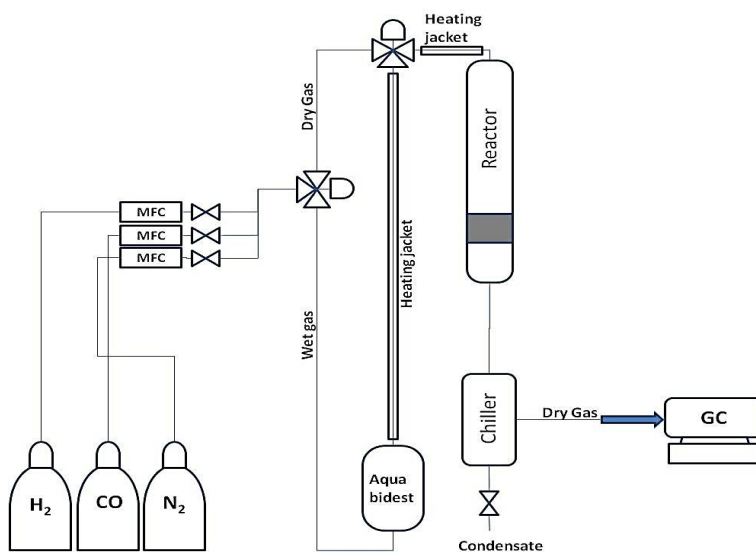 Heating
jacket
Dry Gas
Reactor
MFC
MFC
MFC
Heating jacket
Wet gas
Chiller
Dry Gas
GC
Aqua
bidest
H₂
CO
N₂
Condensate